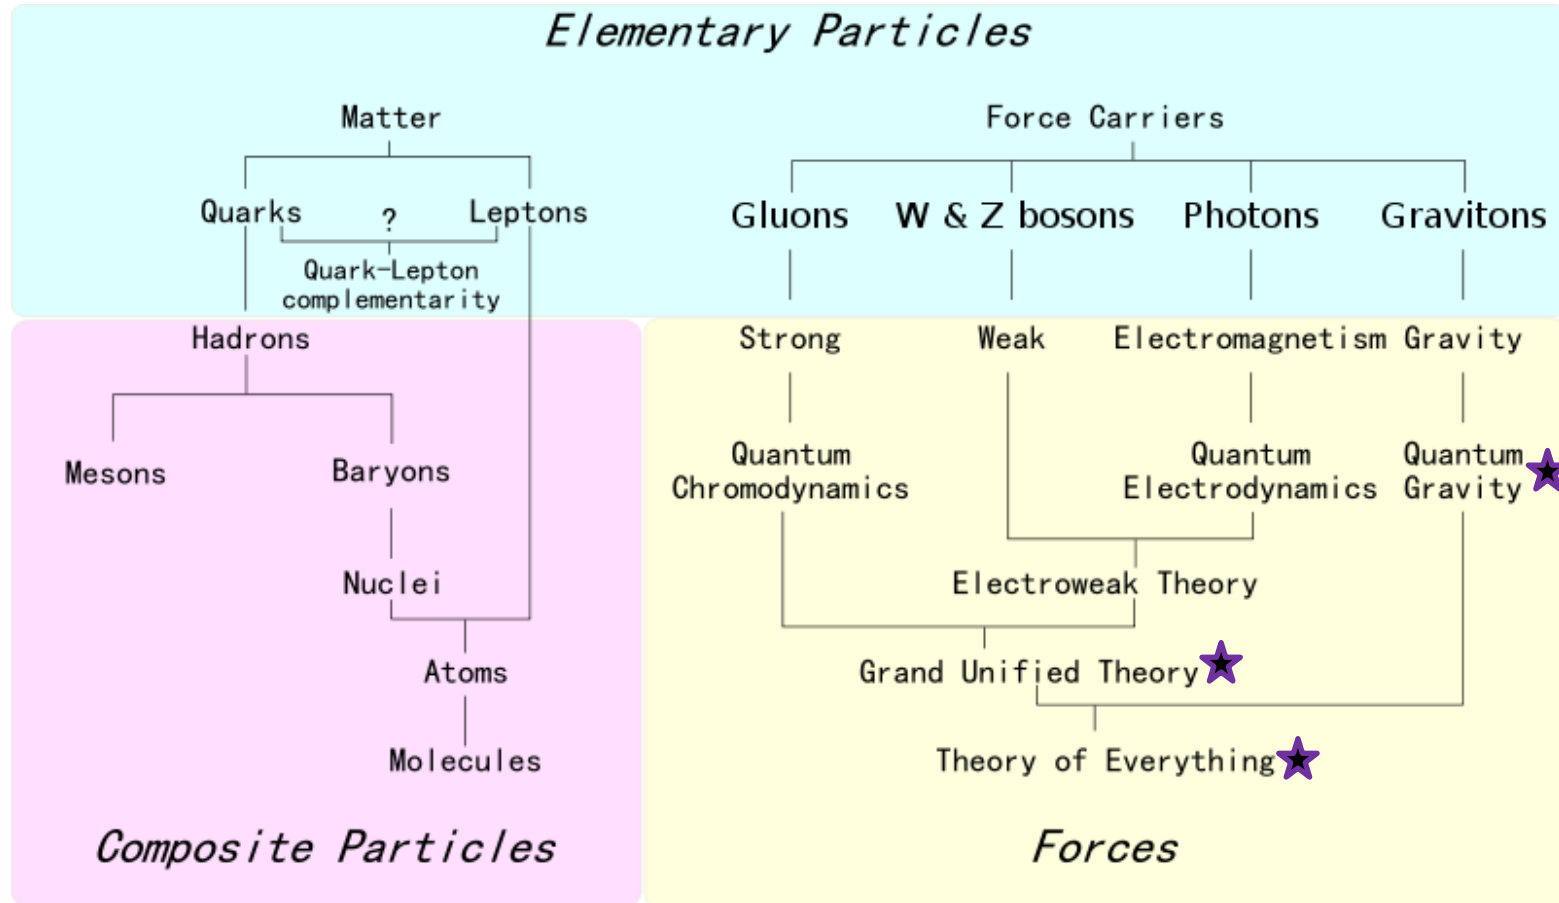 Elementary Particles
Matter
Force Carriers
Quarks
?
Leptons
Gluons
W & Z bosons
Photons
Gravitons
Quark-Lepton
complementarity
Hadrons
Strong
Weak
Electromagnetism
Gravity
Mesons
Baryons
Quantum
Chromodynamics
Quantum
Electrodynamics
Quantum
Gravity
Nuclei
Electroweak Theory
Atoms
Grand Unified Theory
Molecules
Theory of Everything
Composite Particles
Forces